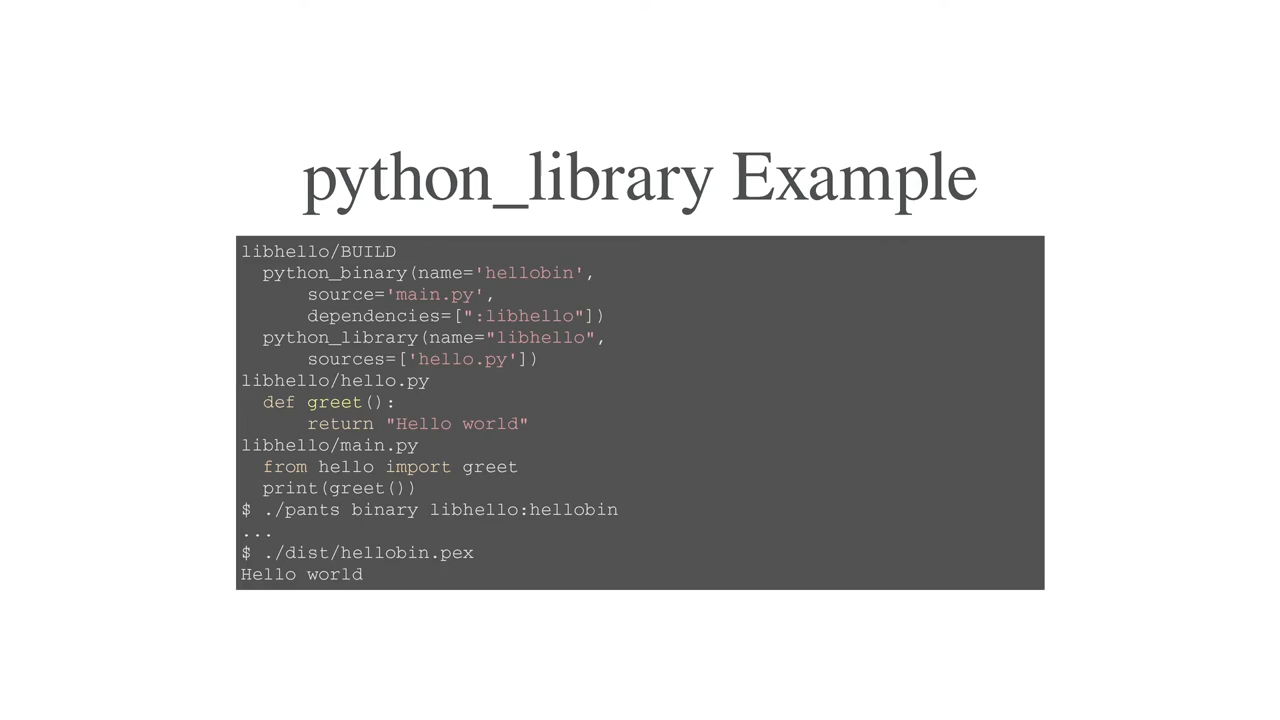 python_library Example
libhello/BUILD
  python_binary(name='hellobin',
      source='main.py',
      dependencies=[":libhello"])
  python_library(name="libhello",
      sources=['hello.py'])
libhello/hello.py
  def greet():
      return "Hello world"
libhello/main.py
  from hello import greet
  print(greet())
$ ./pants binary libhello:hellobin
...
$ ./dist/hellobin.pex
Hello world